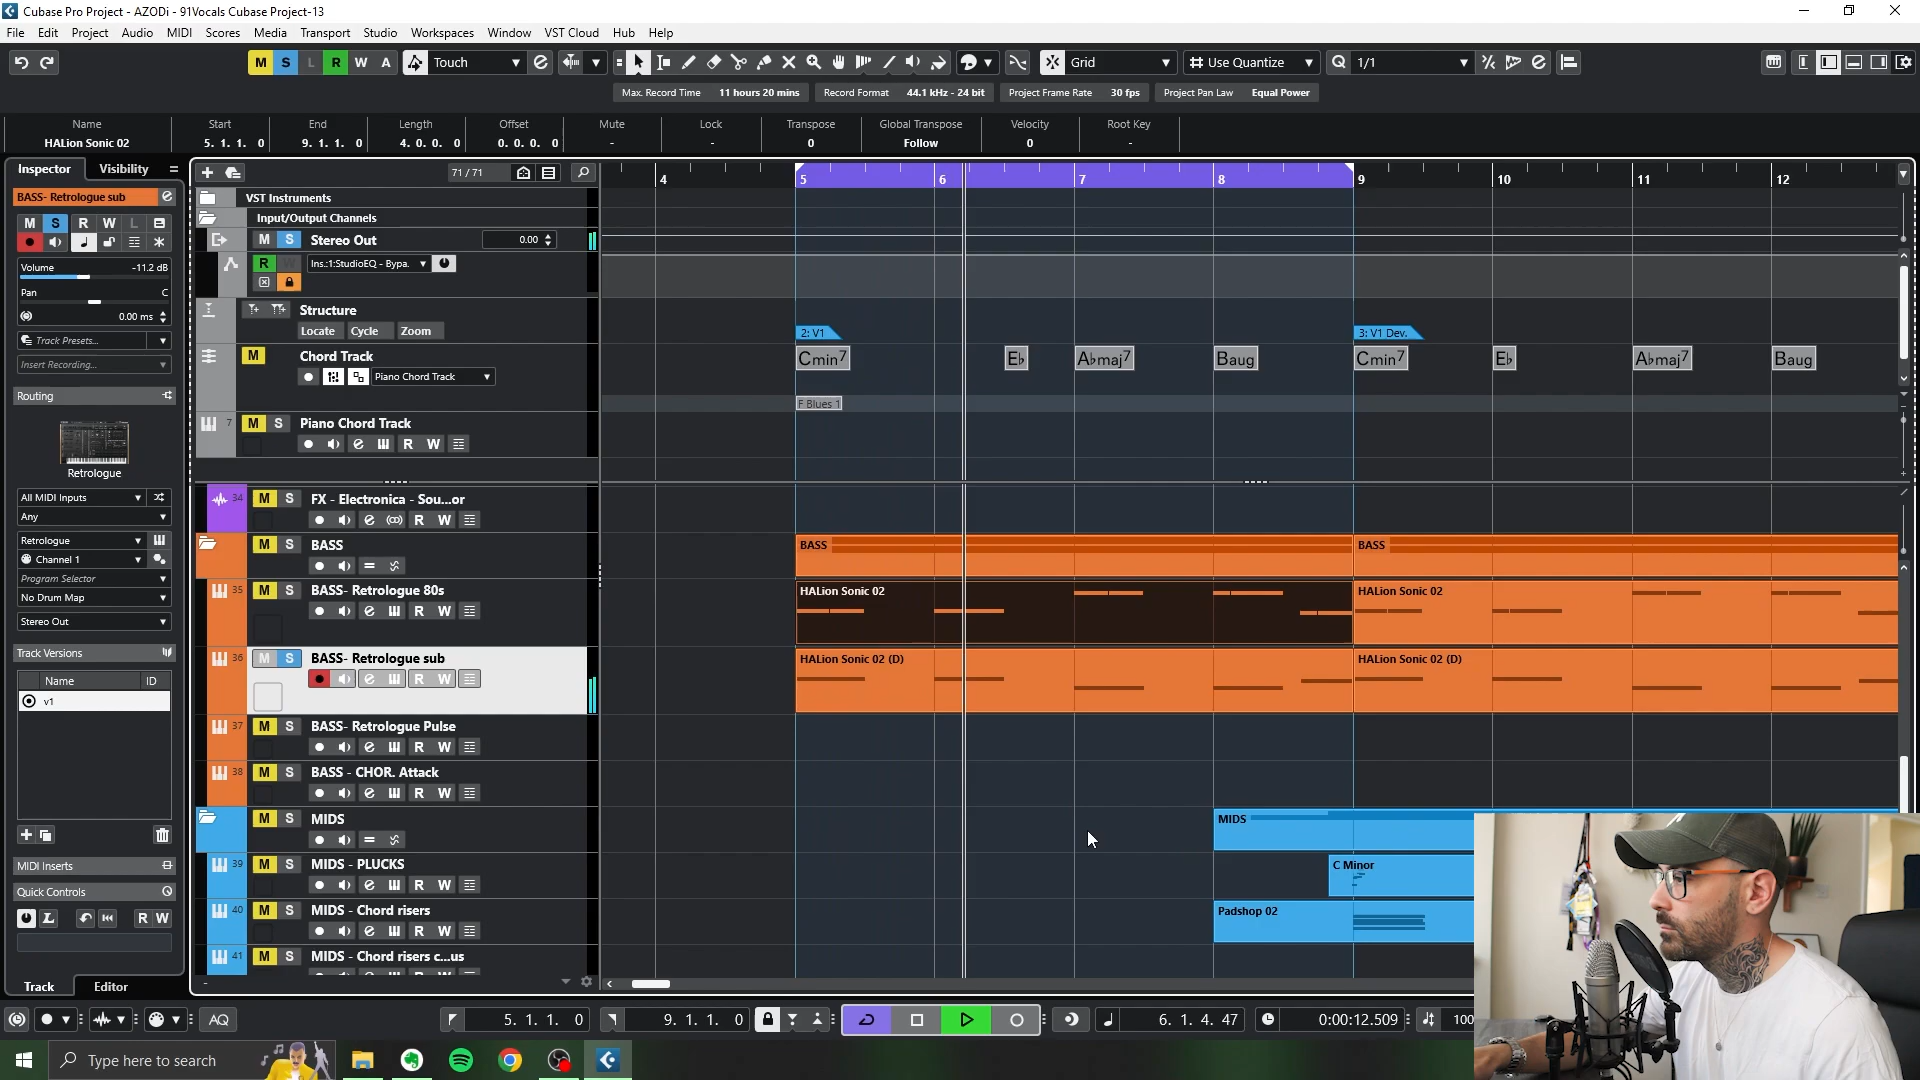 Cubase Pro Project - AZODi - 91Vocals Cubase Project-13
File Edit Project Audio MIDI Scores Media Transport Studio Workspaces Window VST Cloud Hub Help
M S L R W A Touch Grid Use Quantize Q 1/1
Max. Record Time 11 hours 20 mins Record Format 44.1 kHz - 24 bit Project Frame Rate 30 fps Project Pan Law Equal Power
Name Start End Length Offset Mute Lock Transpose Global Transpose Velocity Root Key
HALion Sonic 02 5. 1. 1. 0 9. 1. 1. 0 4. 0. 0. 0 0. 0. 0. 0 - - 0 Follow 0 -
Inspector Visibility 71 / 71 4 5 6 7 8 9 10 11 12
BASS- Retrologue sub
M S R W L
Volume -11.2 dB
Pan C
0.00 ms
Track Presets...
Insert Recording...
Routing
Retrologue
All MIDI Inputs
Any
Retrologue
Channel 1
Program Selector
No Drum Map
Stereo Out
Track Versions
Name ID
v1
MIDI Inserts
Quick Controls
R W
Track Editor
VST Instruments
Input/Output Channels
M S Stereo Out 0.00
R W Ins.:1:StudioEQ - Bypa.
Structure
Locate Cycle Zoom
2: V1 3: V1 Dev.
M Chord Track
Piano Chord Track
Cmin7 E♭ A♭maj7 Baug Cmin7 E♭ A♭maj7 Baug
F Blues 1
7 M S Piano Chord Track
R W
34 M S FX - Electronica - Sou...or
R W
M S BASS
BASS BASS
35 M S BASS- Retrologue 80s
R W
HALion Sonic 02 HALion Sonic 02
36 M S BASS- Retrologue sub
R W
HALion Sonic 02 (D) HALion Sonic 02 (D)
37 M S BASS- Retrologue Pulse
R W
38 M S BASS - CHOR. Attack
R W
M S MIDS
MIDS
39 M S MIDS - PLUCKS
R W
C Minor
40 M S MIDS - Chord risers
R W
Padshop 02
41 M S MIDS - Chord risers c...us
AQ 5. 1. 1. 0 9. 1. 1. 0 6. 1. 4. 47 0:00:12.509 100
Type here to search